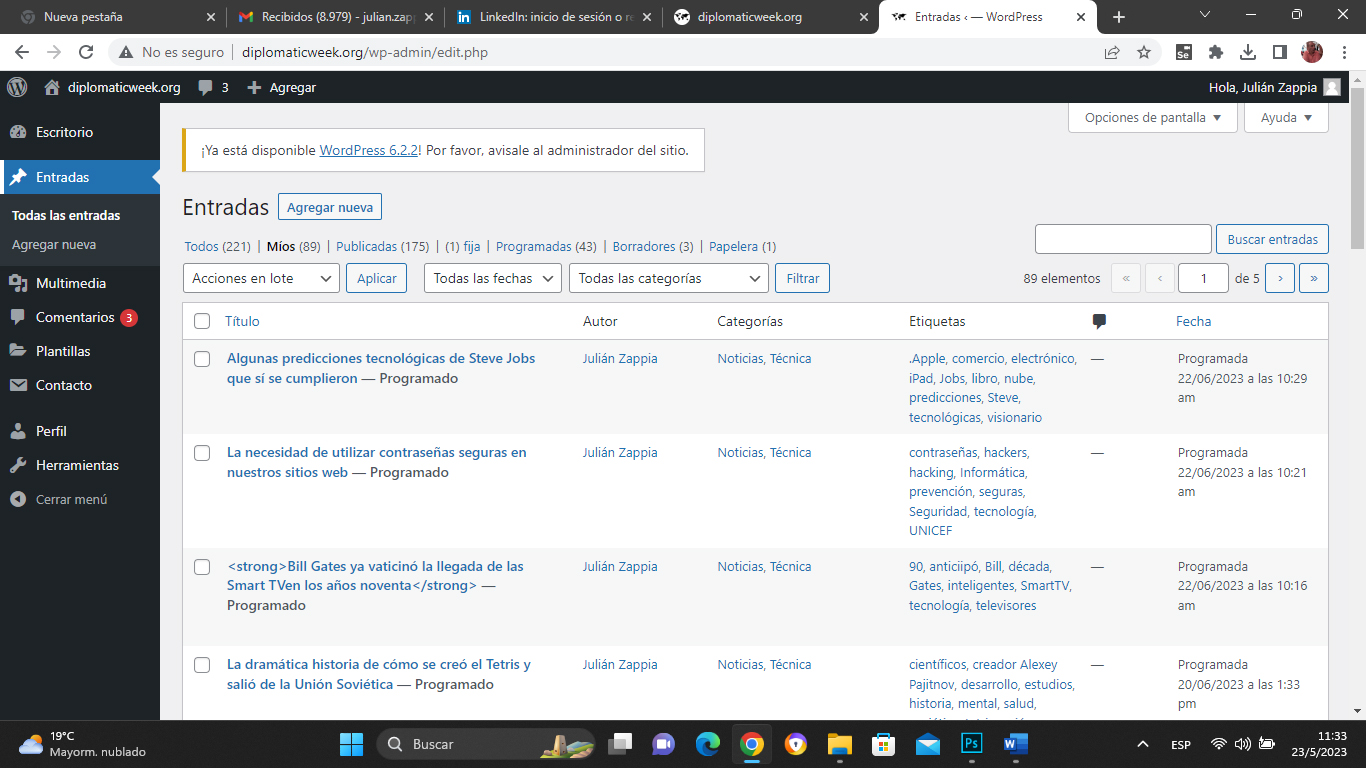 Nueva pestaña
Recibidos (8.979) - julian.zapp
LinkedIn: inicio de sesión o re
diplomaticweek.org
Entradas ‹ — WordPress
No es seguro
diplomaticweek.org/wp-admin/edit.php
diplomaticweek.org
3
Agregar
Hola, Julián Zappia
Escritorio
Entradas
Todas las entradas
Agregar nueva
Multimedia
Comentarios 3
Plantillas
Contacto
Perfil
Herramientas
Cerrar menú
Opciones de pantalla
Ayuda
¡Ya está disponible WordPress 6.2.2! Por favor, avisale al administrador del sitio.
Entradas
Agregar nueva
Todos (221) | Míos (89) | Publicadas (175) | (1) fija | Programadas (43) | Borradores (3) | Papelera (1)
Buscar entradas
Acciones en lote
Aplicar
Todas las fechas
Todas las categorías
Filtrar
89 elementos
«
‹
1
de 5
›
»
Título
Autor
Categorías
Etiquetas
Fecha
Algunas predicciones tecnológicas de Steve Jobs
que sí se cumplieron — Programado
Julián Zappia
Noticias, Técnica
.Apple, comercio, electrónico,
iPad, Jobs, libro, nube,
predicciones, Steve,
tecnológicas, visionario
—
Programada
22/06/2023 a las 10:29
am
La necesidad de utilizar contraseñas seguras en
nuestros sitios web — Programado
Julián Zappia
Noticias, Técnica
contraseñas, hackers,
hacking, Informática,
prevención, seguras,
Seguridad, tecnología,
UNICEF
—
Programada
22/06/2023 a las 10:21
am
<strong>Bill Gates ya vaticinó la llegada de las
Smart TVen los años noventa</strong> —
Programado
Julián Zappia
Noticias, Técnica
90, anticiipó, Bill, década,
Gates, inteligentes, SmartTV,
tecnología, televisores
—
Programada
22/06/2023 a las 10:16
am
La dramática historia de cómo se creó el Tetris y
salió de la Unión Soviética — Programado
Julián Zappia
Noticias, Técnica
científicos, creador Alexey
Pajitnov, desarrollo, estudios,
historia, mental, salud,
—
Programada
20/06/2023 a las 1:33
pm
19°C
Mayorm. nublado
Buscar
ESP
11:33
23/5/2023